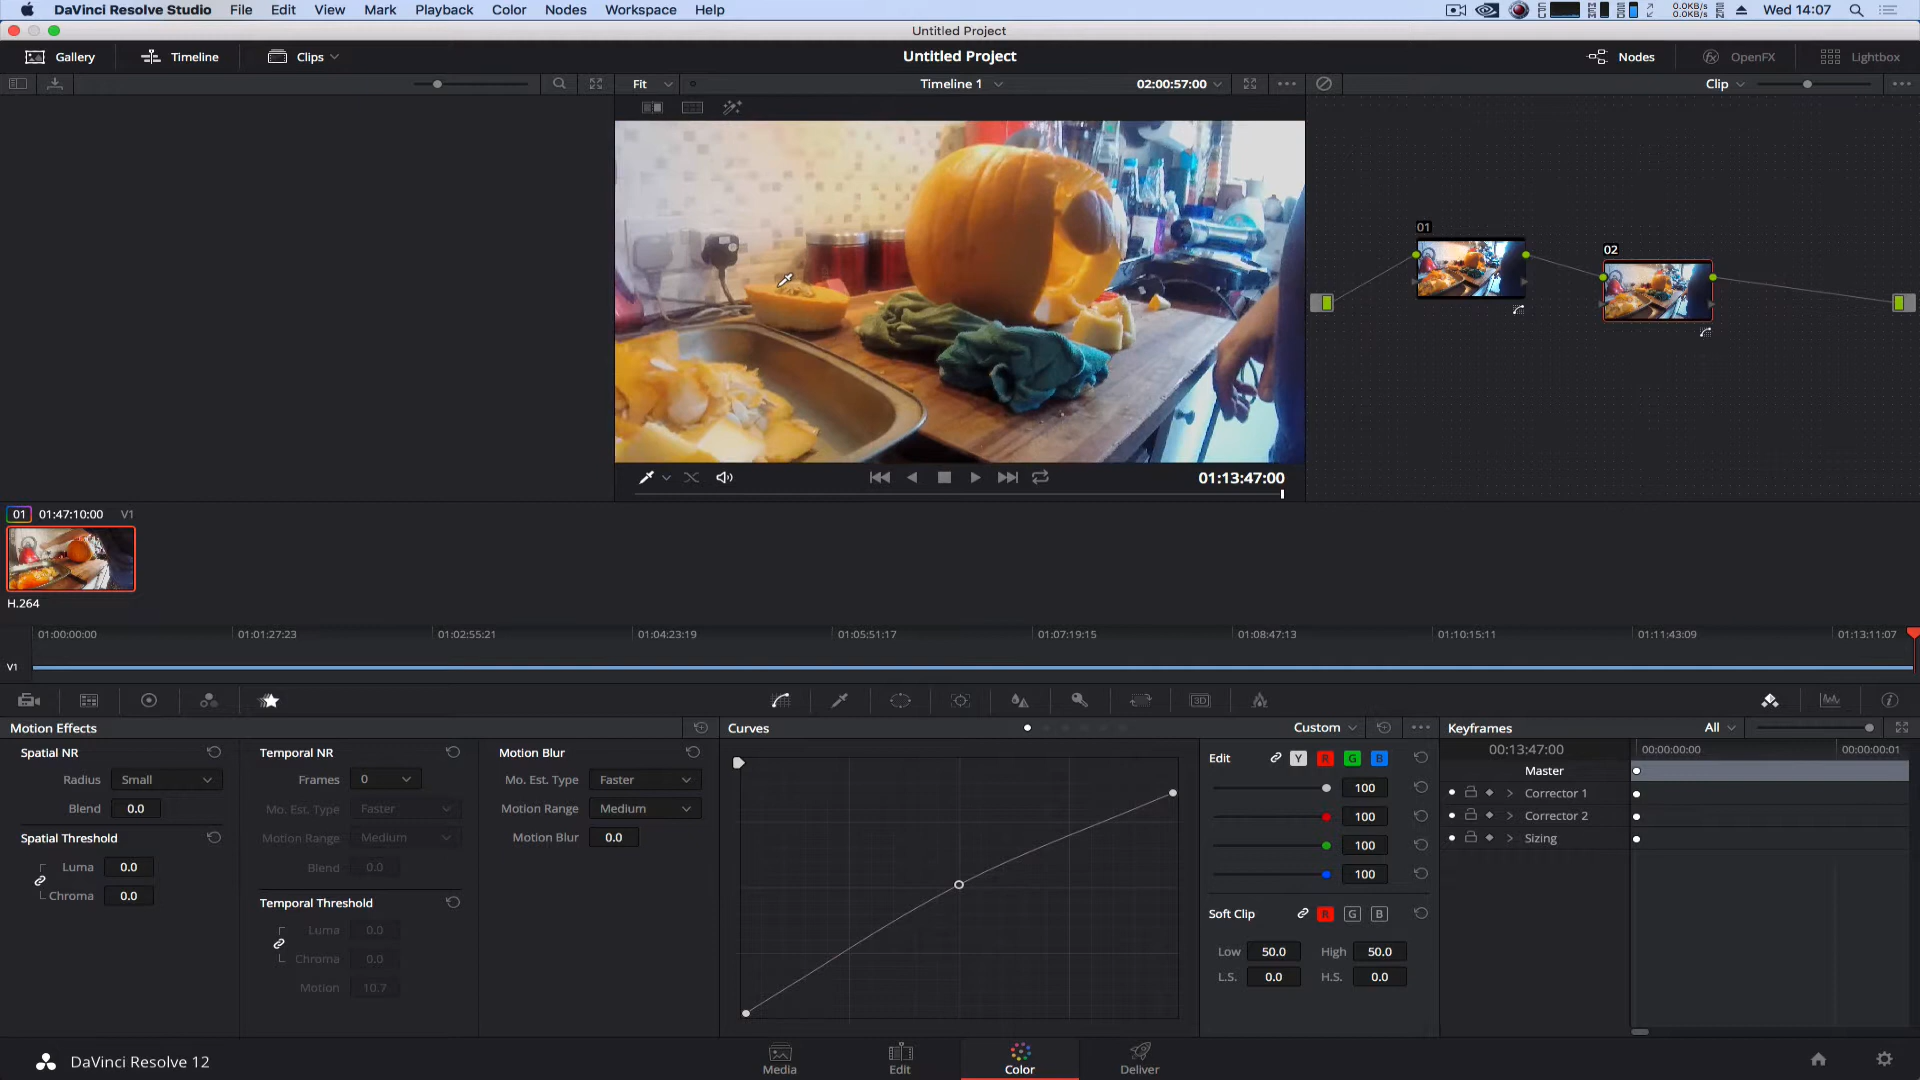 DaVinci Resolve Studio File Edit View Mark Playback Color Nodes Workspace Help
0.0KB/s
0.0KB/s
Wed 14:07
Untitled Project
Gallery Timeline Clips Untitled Project Nodes OpenFX Lightbox
Fit Timeline 1 02:00:57:00 Clip
01
02
01:13:47:00
01 01:47:10:00 V1
H.264
01:00:00:00 01:01:27:23 01:02:55:21 01:04:23:19 01:05:51:17 01:07:19:15 01:08:47:13 01:10:15:11 01:11:43:09 01:13:11:07
V1
3D
Motion Effects Curves Custom Keyframes All
Spatial NR Temporal NR Motion Blur Edit Y R G B 00:13:47:00 00:00:00:00 00:00:00:01
Radius Small Frames 0 Mo. Est. Type Faster 100 Master
Blend 0.0 Mo. Est. Type Faster Motion Range Medium 100 Corrector 1
Spatial Threshold Motion Range Medium Motion Blur 0.0 100 Corrector 2
Luma 0.0 Blend 0.0 100 Sizing
Chroma 0.0 Temporal Threshold Soft Clip R G B
Luma 0.0 Low 50.0 High 50.0
Chroma 0.0 L.S. 0.0 H.S. 0.0
Motion 10.7
DaVinci Resolve 12 Media Edit Color Deliver